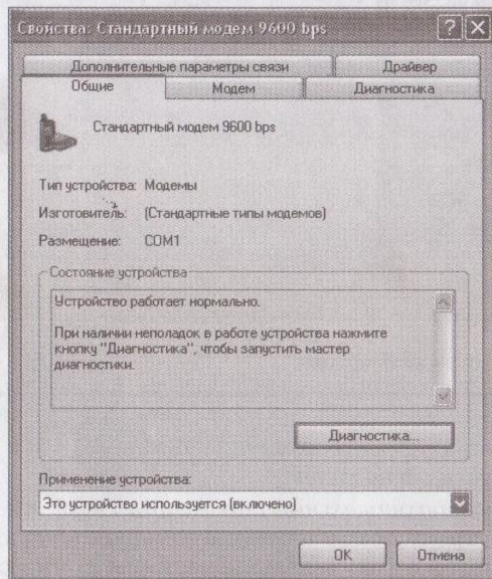 Свойства: Стандартный модем 9600 bps
Дополнительные параметры связи
Драйвер
Общие
Модем
Диагностика
Стандартный модем 9600 bps
Тип устройства: Модемы
Изготовитель: (Стандартные типы модемов)
Размещение: COM1
Состояние устройства
Устройство работает нормально.
При наличии неполадок в работе устройства нажмите
кнопку "Диагностика", чтобы запустить мастер
диагностики.
Диагностика...
Применение устройства:
Это устройство используется (включено)
ОК
Отмена